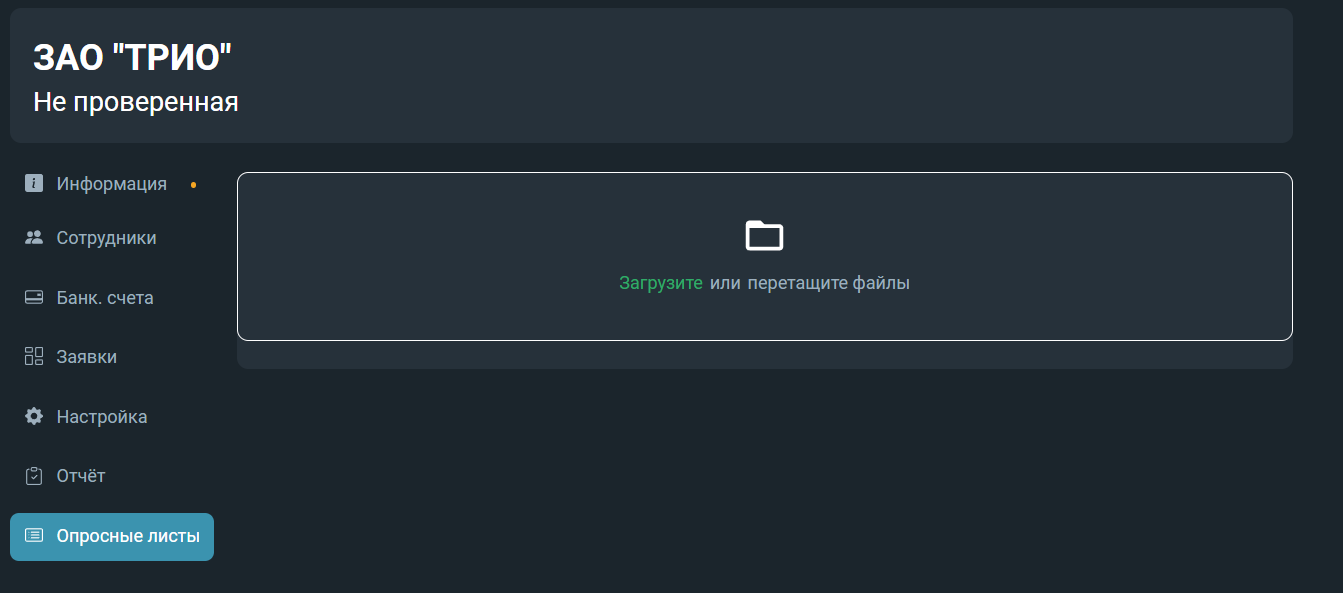 ЗАО "ТРИО"
Не проверенная
Информация
Сотрудники
Банк. счета
Заявки
Настройка
Отчёт
Опросные листы
Загрузите или перетащите файлы